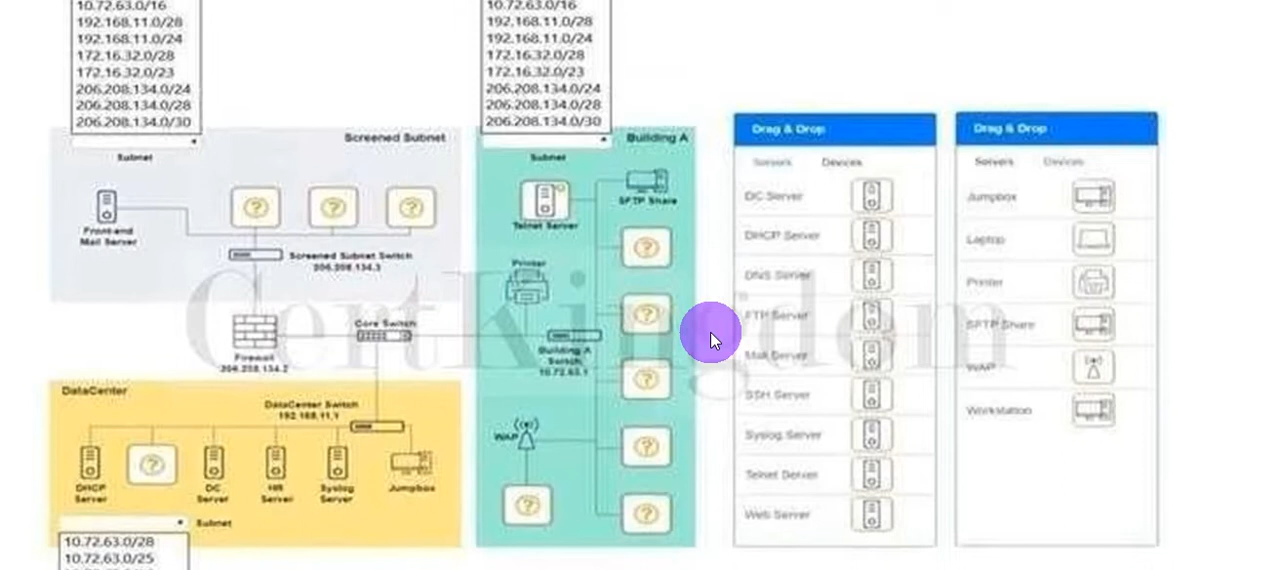 10.72.63.0/16
192.168.11.0/28
192.168.11.0/24
172.16.32.0/28
172.16.32.0/23
206.208.134.0/24
206.208.134.0/28
206.208.134.0/30
Screened Subnet
Subnet
Front-end
Mail Server
Screened Subnet Switch
206.208.134.3
Firewall
206.208.134.2
Core Switch
10.72.63.0/16
192.168.11.0/28
192.168.11.0/24
172.16.32.0/28
172.16.32.0/23
206.208.134.0/24
206.208.134.0/28
206.208.134.0/30
Building A
Subnet
Telnet Server
SFTP Share
Printer
Building A
Switch
10.72.63.1
WAP
DataCenter
DataCenter Switch
192.168.11.1
DHCP
Server
DC
Server
HR
Server
Syslog
Server
Jumpbox
Subnet
10.72.63.0/28
10.72.63.0/25
Drag & Drop
Servers Devices
DC Server
DHCP Server
DNS Server
FTP Server
Mail Server
SSH Server
Syslog Server
Telnet Server
Web Server
Drag & Drop
Servers Devices
Jumpbox
Laptop
Printer
SFTP Share
WAP
Workstation
CertKingdom